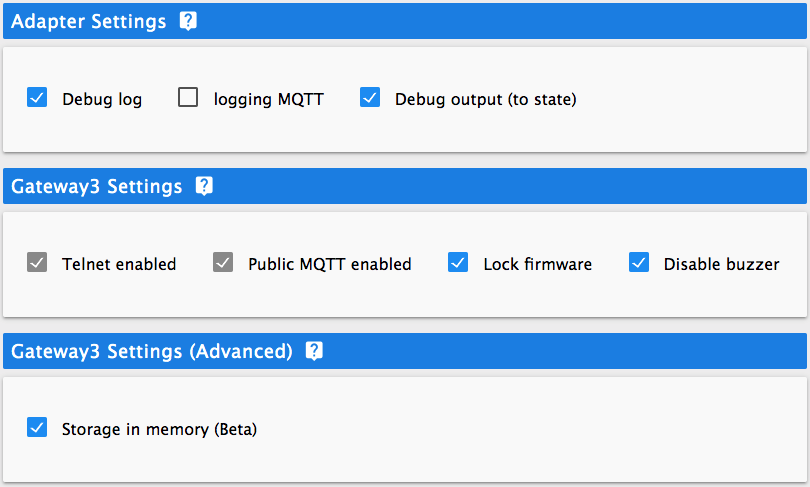 Adapter Settings ?
Debug log logging MQTT Debug output (to state)
Gateway3 Settings ?
Telnet enabled Public MQTT enabled Lock firmware Disable buzzer
Gateway3 Settings (Advanced) ?
Storage in memory (Beta)